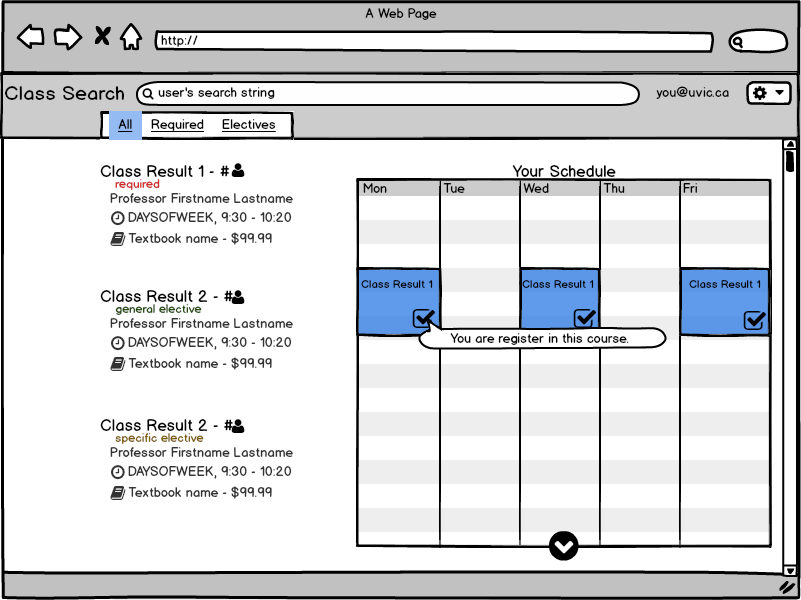 A Web Page
http://
Class Search
user's search string
you@uvic.ca
All Required Electives
Class Result 1 - #
required
Professor Firstname Lastname
DAYSOFWEEK, 9:30 - 10:20
Textbook name - $99.99
Class Result 2 - #
general elective
Professor Firstname Lastname
DAYSOFWEEK, 9:30 - 10:20
Textbook name - $99.99
Class Result 2 - #
specific elective
Professor Firstname Lastname
DAYSOFWEEK, 9:30 - 10:20
Textbook name - $99.99
Your Schedule
Mon Tue Wed Thu Fri
Class Result 1 Class Result 1 Class Result 1
You are register in this course.